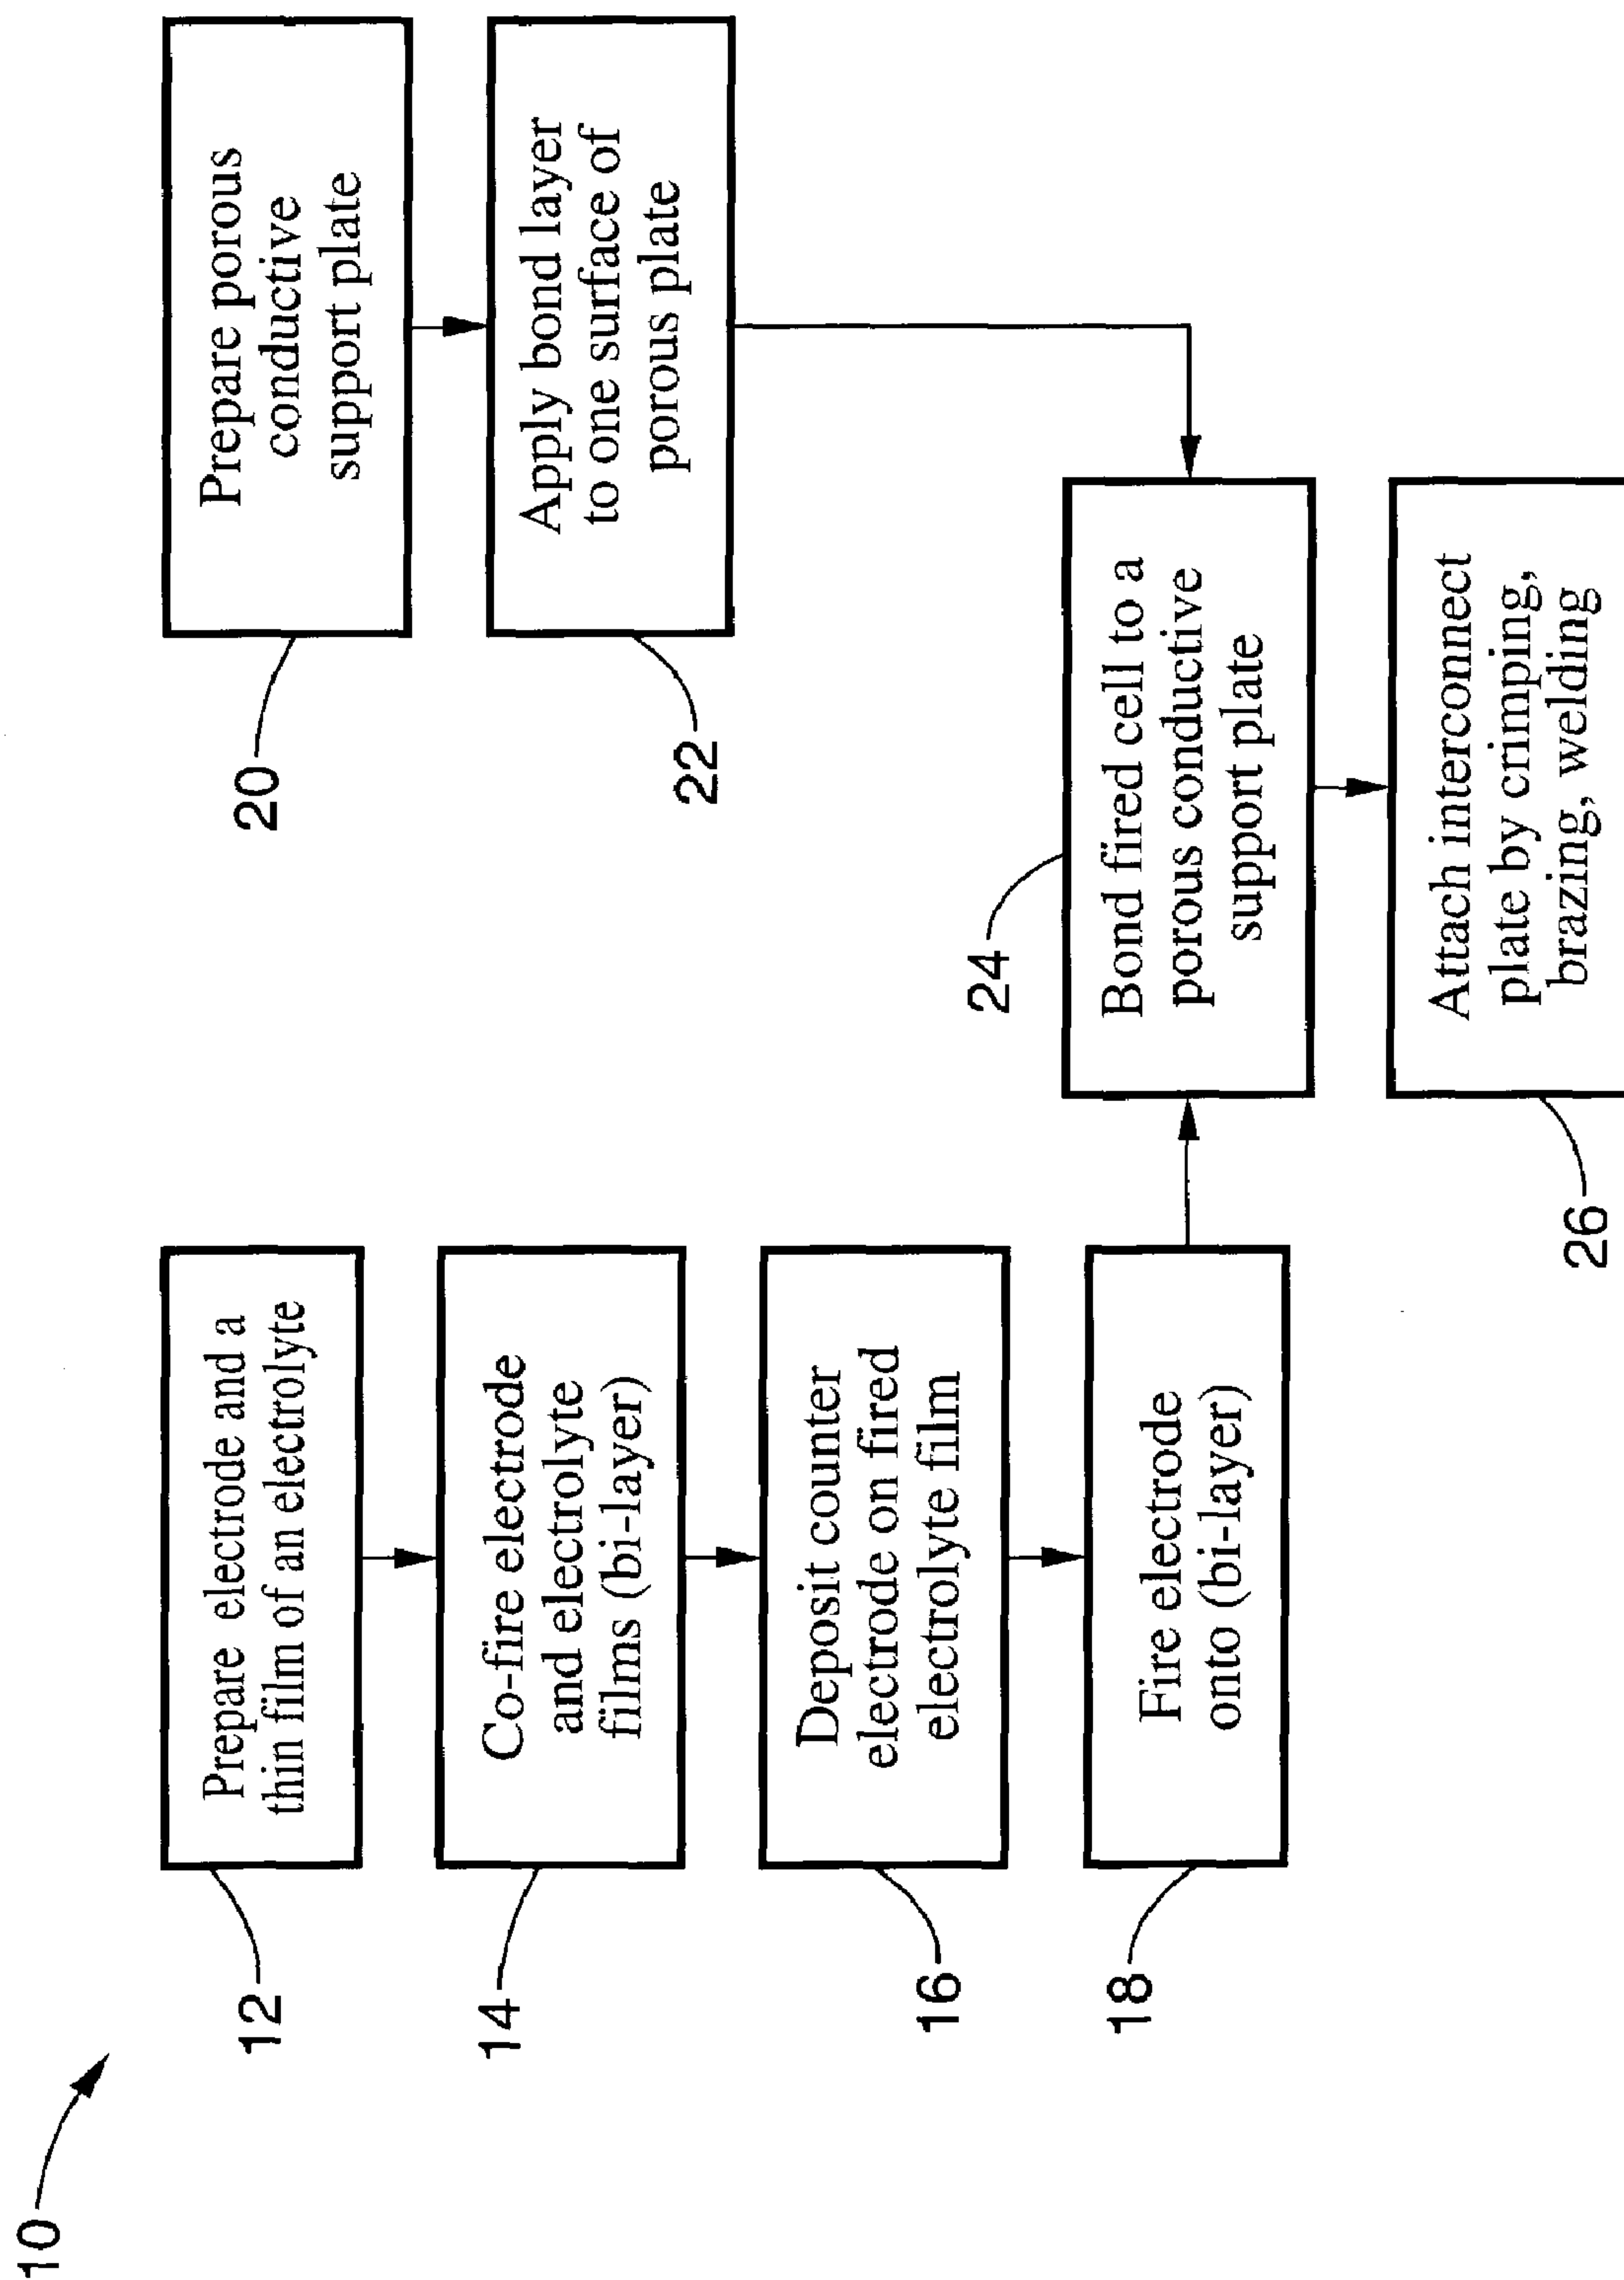 10
12
Prepare electrode and a
thin film of an electrolyte
14
Co-fire electrode
and electrolyte
films (bi-layer)
16
Deposit counter
electrode on fired
electrolyte film
18
Fire electrode
onto (bi-layer)
20
Prepare porous
conductive
support plate
22
Apply bond layer
to one surface of
porous plate
24
Bond fired cell to a
porous conductive
support plate
26
Attach interconnect
plate by crimping,
brazing, welding